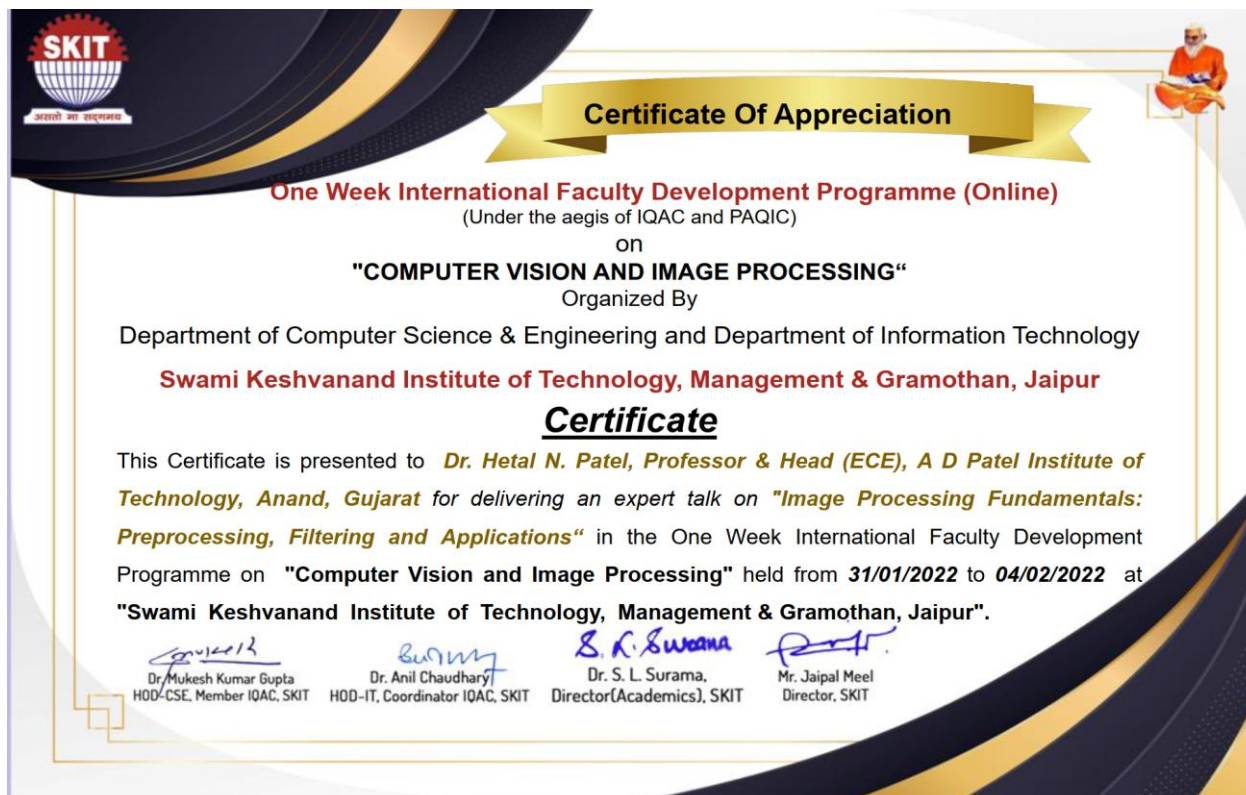 SKIT
असतो मा सद्गमय
Certificate Of Appreciation
One Week International Faculty Development Programme (Online)
(Under the aegis of IQAC and PAQIC)
on
"COMPUTER VISION AND IMAGE PROCESSING“
Organized By
Department of Computer Science & Engineering and Department of Information Technology
Swami Keshvanand Institute of Technology, Management & Gramothan, Jaipur
Certificate
This Certificate is presented to Dr. Hetal N. Patel, Professor & Head (ECE), A D Patel Institute of
Technology, Anand, Gujarat for delivering an expert talk on "Image Processing Fundamentals:
Preprocessing, Filtering and Applications“ in the One Week International Faculty Development
Programme on "Computer Vision and Image Processing" held from 31/01/2022 to 04/02/2022 at
"Swami Keshvanand Institute of Technology, Management & Gramothan, Jaipur".
Dr. Mukesh Kumar Gupta
HOD-CSE, Member IQAC, SKIT
Dr. Anil Chaudhary
HOD-IT, Coordinator IQAC, SKIT
Dr. S. L. Surama,
Director(Academics), SKIT
Mr. Jaipal Meel
Director, SKIT